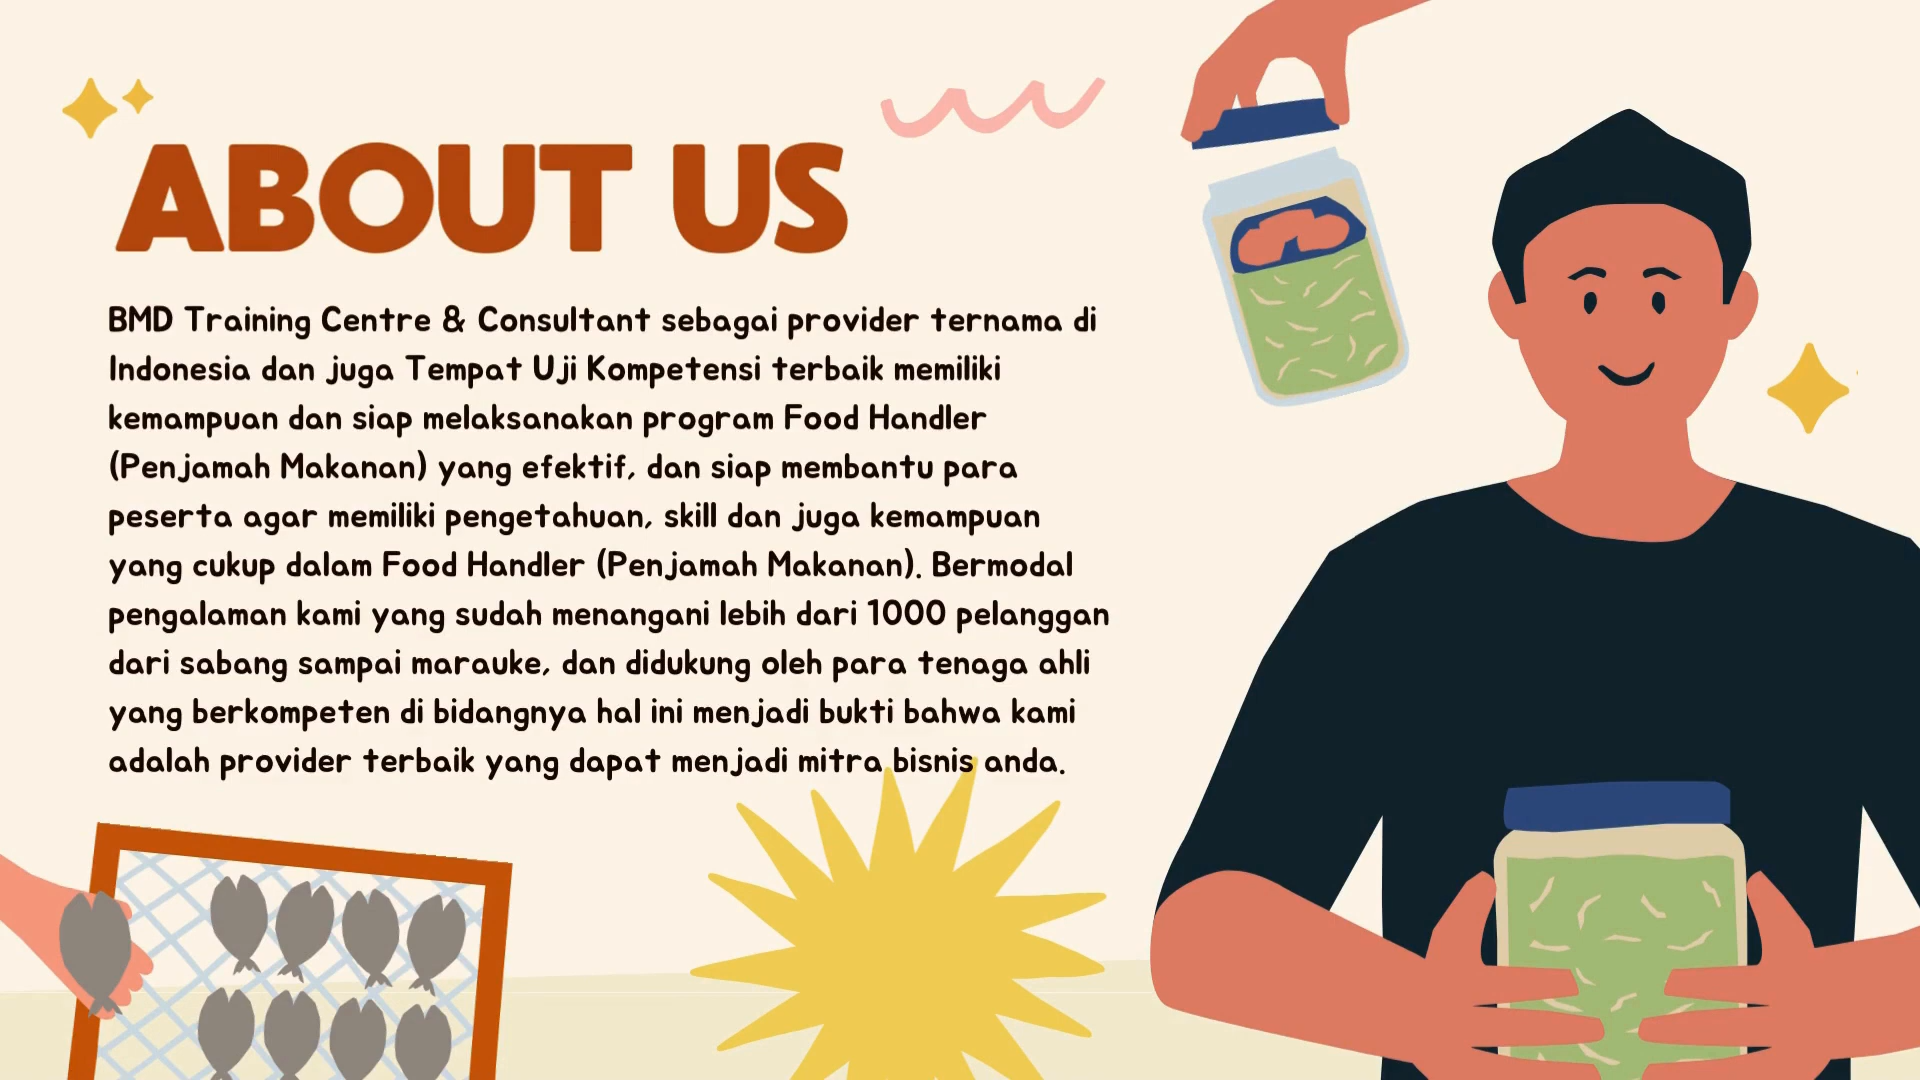 ABOUT US
BMD Training Centre & Consultant sebagai provider ternama di
Indonesia dan juga Tempat Uji Kompetensi terbaik memiliki
kemampuan dan siap melaksanakan program Food Handler
(Penjamah Makanan) yang efektif, dan siap membantu para
peserta agar memiliki pengetahuan, skill dan juga kemampuan
yang cukup dalam Food Handler (Penjamah Makanan). Bermodal
pengalaman kami yang sudah menangani lebih dari 1000 pelanggan
dari sabang sampai marauke, dan didukung oleh para tenaga ahli
yang berkompeten di bidangnya hal ini menjadi bukti bahwa kami
adalah provider terbaik yang dapat menjadi mitra bisnis anda.